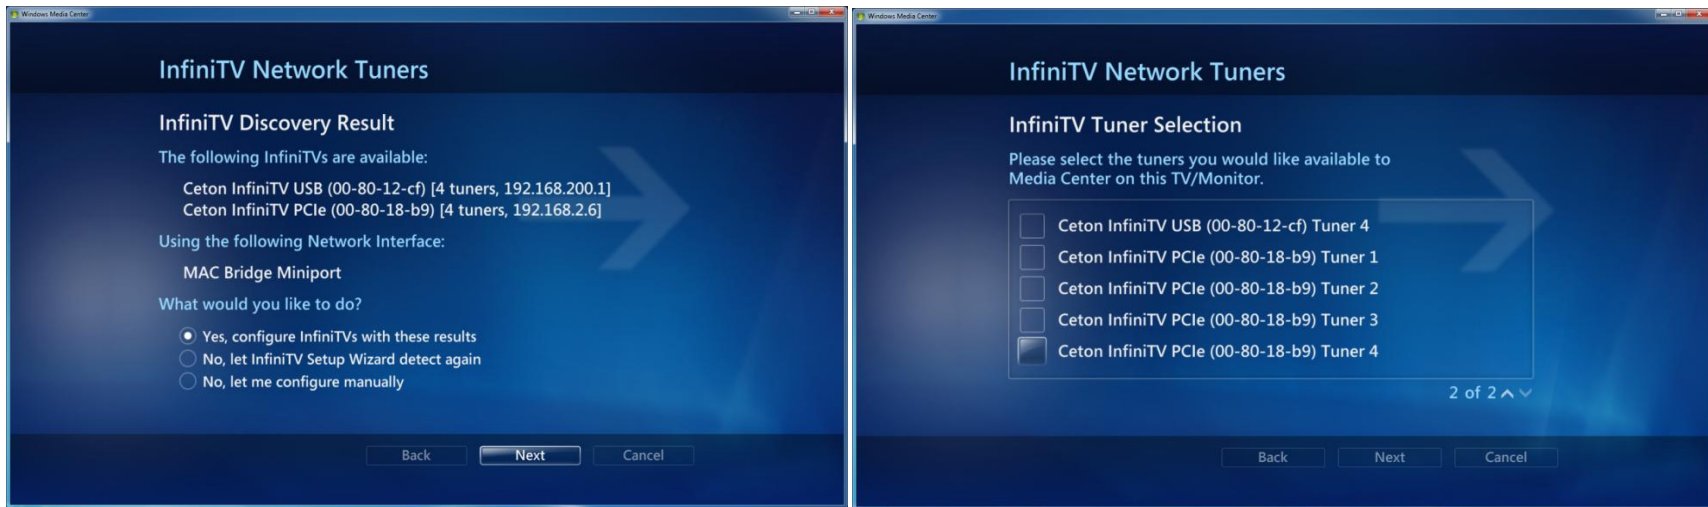 Windows Media Center
InfiniTV Network Tuners
InfiniTV Discovery Result
The following InfiniTVs are available:
Ceton InfiniTV USB (00-80-12-cf) [4 tuners, 192.168.200.1]
Ceton InfiniTV PCIe (00-80-18-b9) [4 tuners, 192.168.2.6]
Using the following Network Interface:
MAC Bridge Miniport
What would you like to do?
Yes, configure InfiniTVs with these results
No, let InfiniTV Setup Wizard detect again
No, let me configure manually
Back Next Cancel
Windows Media Center
InfiniTV Network Tuners
InfiniTV Tuner Selection
Please select the tuners you would like available to
Media Center on this TV/Monitor.
Ceton InfiniTV USB (00-80-12-cf) Tuner 4
Ceton InfiniTV PCIe (00-80-18-b9) Tuner 1
Ceton InfiniTV PCIe (00-80-18-b9) Tuner 2
Ceton InfiniTV PCIe (00-80-18-b9) Tuner 3
Ceton InfiniTV PCIe (00-80-18-b9) Tuner 4
2 of 2
Back Next Cancel